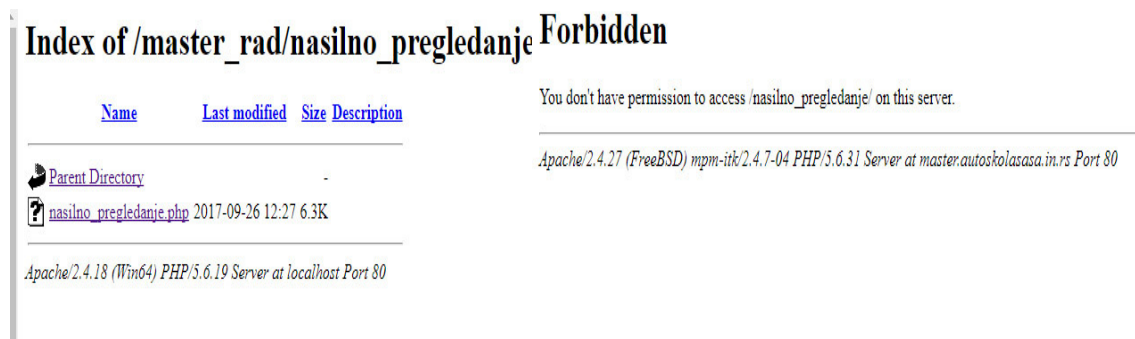 Index of /master_rad/nasilno_pregledanje
Name Last modified Size Description
Parent Directory -
nasilno_pregledanje.php 2017-09-26 12:27 6.3K
Apache/2.4.18 (Win64) PHP/5.6.19 Server at localhost Port 80
Forbidden
You don't have permission to access /nasilno_pregledanje/ on this server.
Apache/2.4.27 (FreeBSD) mpm-itk/2.4.7-04 PHP/5.6.31 Server at master.autoskolasasa.in.rs Port 80